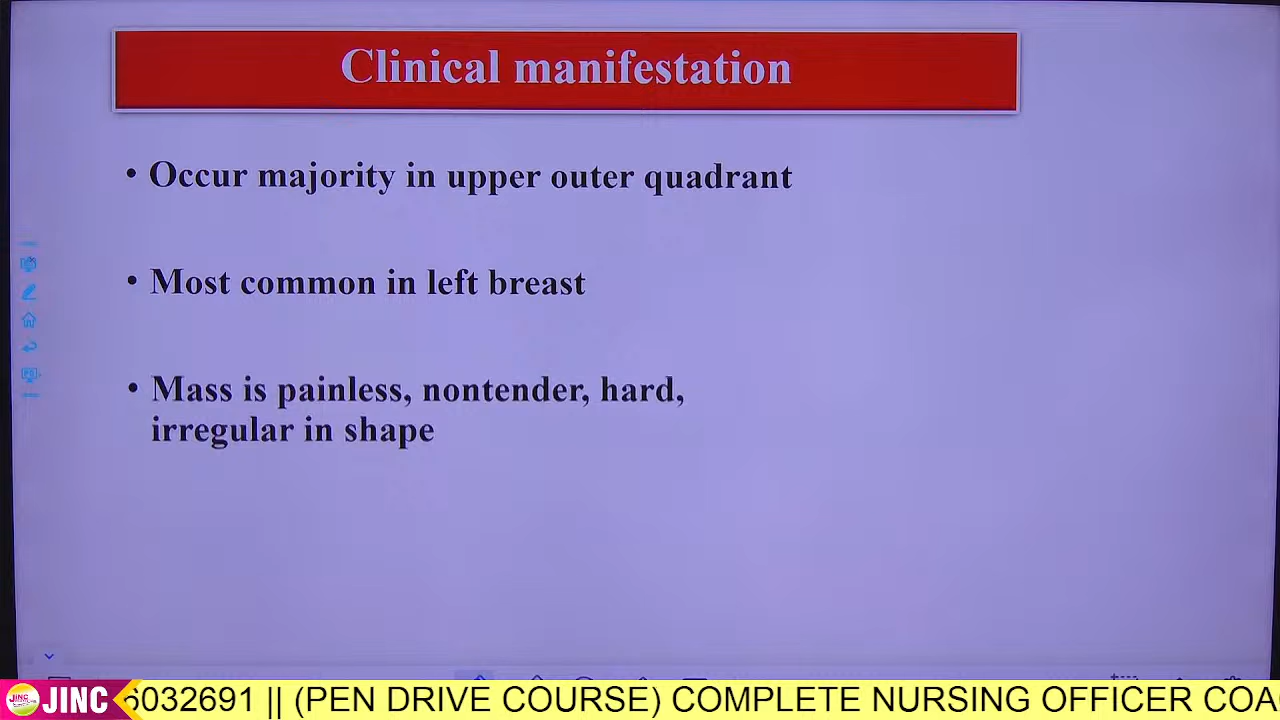 Clinical manifestation
• Occur majority in upper outer quadrant
• Most common in left breast
• Mass is painless, nontender, hard,
irregular in shape
JINC 6032691 || (PEN DRIVE COURSE) COMPLETE NURSING OFFICER COA